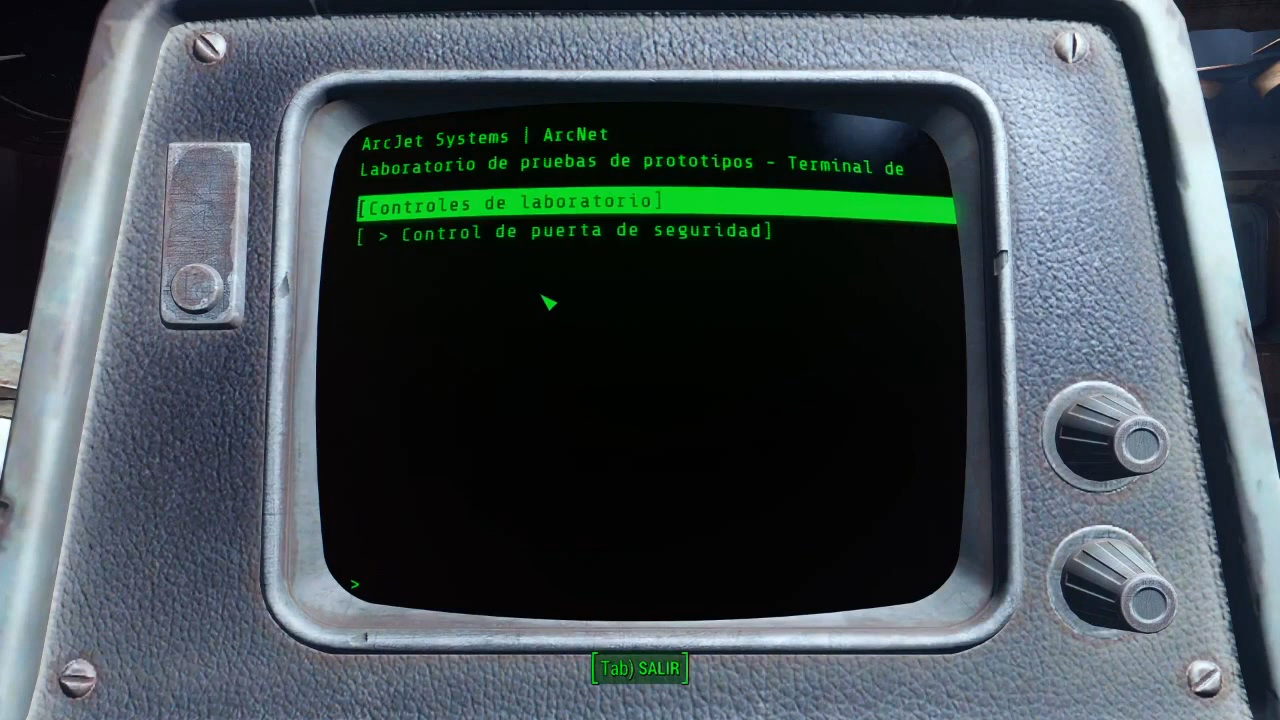 ArcJet Systems | ArcNet
Laboratorio de pruebas de prototipos - Terminal de
[Controles de laboratorio]
[ > Control de puerta de seguridad]
>
[Tab) SALIR]